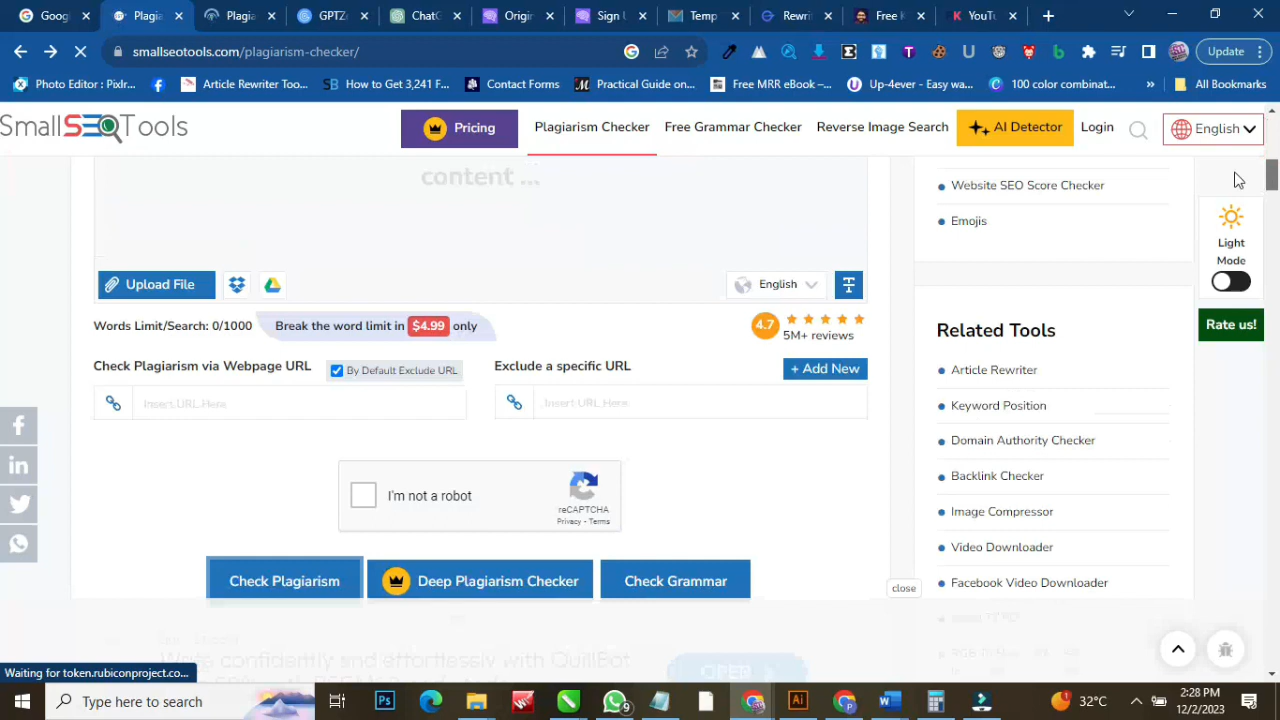 Goog
Plagia
Plagia
GPTZ
ChatG
Origin
Sign U
Temp
Rewri
Free K
YouTu
smallseotools.com/plagiarism-checker/
Update
Photo Editor : Pixlr...
Article Rewriter Too...
How to Get 3,241 F...
Contact Forms
Practical Guide on...
Free MRR eBook –...
Up-4ever - Easy wa...
100 color combinat...
»
All Bookmarks
SmallSEOTools
Pricing
Plagiarism Checker
Free Grammar Checker
Reverse Image Search
AI Detector
Login
English
content ...
Website SEO Score Checker
Emojis
Light
Mode
Rate us!
Upload File
English
Words Limit/Search: 0/1000
Break the word limit in $4.99 only
4.7
5M+ reviews
Related Tools
Check Plagiarism via Webpage URL
By Default Exclude URL
Exclude a specific URL
+ Add New
Insert URL Here
Insert URL Here
Article Rewriter
Keyword Position
Domain Authority Checker
Backlink Checker
Image Compressor
Video Downloader
Facebook Video Downloader
I'm not a robot
reCAPTCHA
Privacy - Terms
Check Plagiarism
Deep Plagiarism Checker
Check Grammar
close
Write confidently and effortlessly with QuillBot
Waiting for token.rubiconproject.co...
Type here to search
9
32°C
2:28 PM
12/2/2023